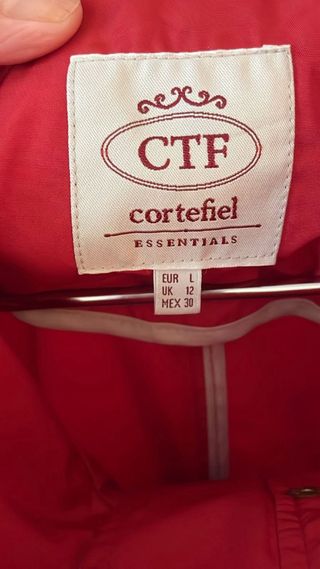 CTF
cortefiel
ESSENTIALS
EUR L
UK 12
MEX 30